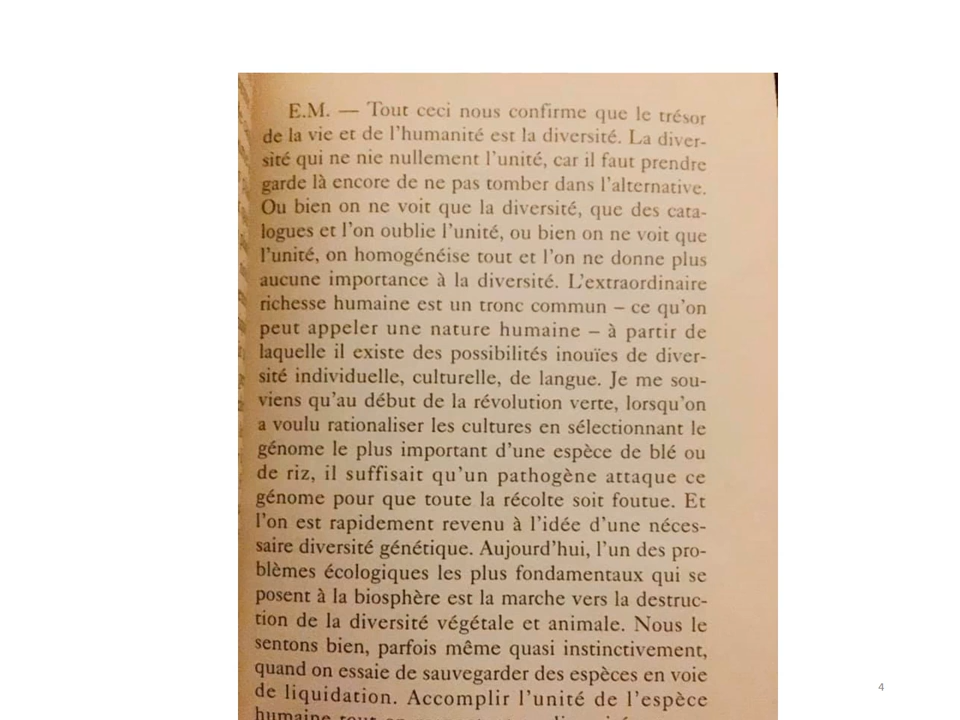 E.M. — Tout ceci nous confirme que le trésor
de la vie et de l'humanité est la diversité. La diver-
sité qui ne nie nullement l'unité, car il faut prendre
garde là encore de ne pas tomber dans l'alternative.
Ou bien on ne voit que la diversité, que des cata-
logues et l'on oublie l'unité, ou bien on ne voit que
l'unité, on homogénéise tout et l'on ne donne plus
aucune importance à la diversité. L'extraordinaire
richesse humaine est un tronc commun – ce qu'on
peut appeler une nature humaine – à partir de
laquelle il existe des possibilités inouïes de diver-
sité individuelle, culturelle, de langue. Je me sou-
viens qu'au début de la révolution verte, lorsqu'on
a voulu rationaliser les cultures en sélectionnant le
génome le plus important d'une espèce de blé ou
de riz, il suffisait qu'un pathogène attaque ce
génome pour que toute la récolte soit foutue. Et
l'on est rapidement revenu à l'idée d'une néces-
saire diversité génétique. Aujourd'hui, l'un des pro-
blèmes écologiques les plus fondamentaux qui se
posent à la biosphère est la marche vers la destruc-
tion de la diversité végétale et animale. Nous le
sentons bien, parfois même quasi instinctivement,
quand on essaie de sauvegarder des espèces en voie
de liquidation. Accomplir l'unité de l'espèce
humaine tout
4